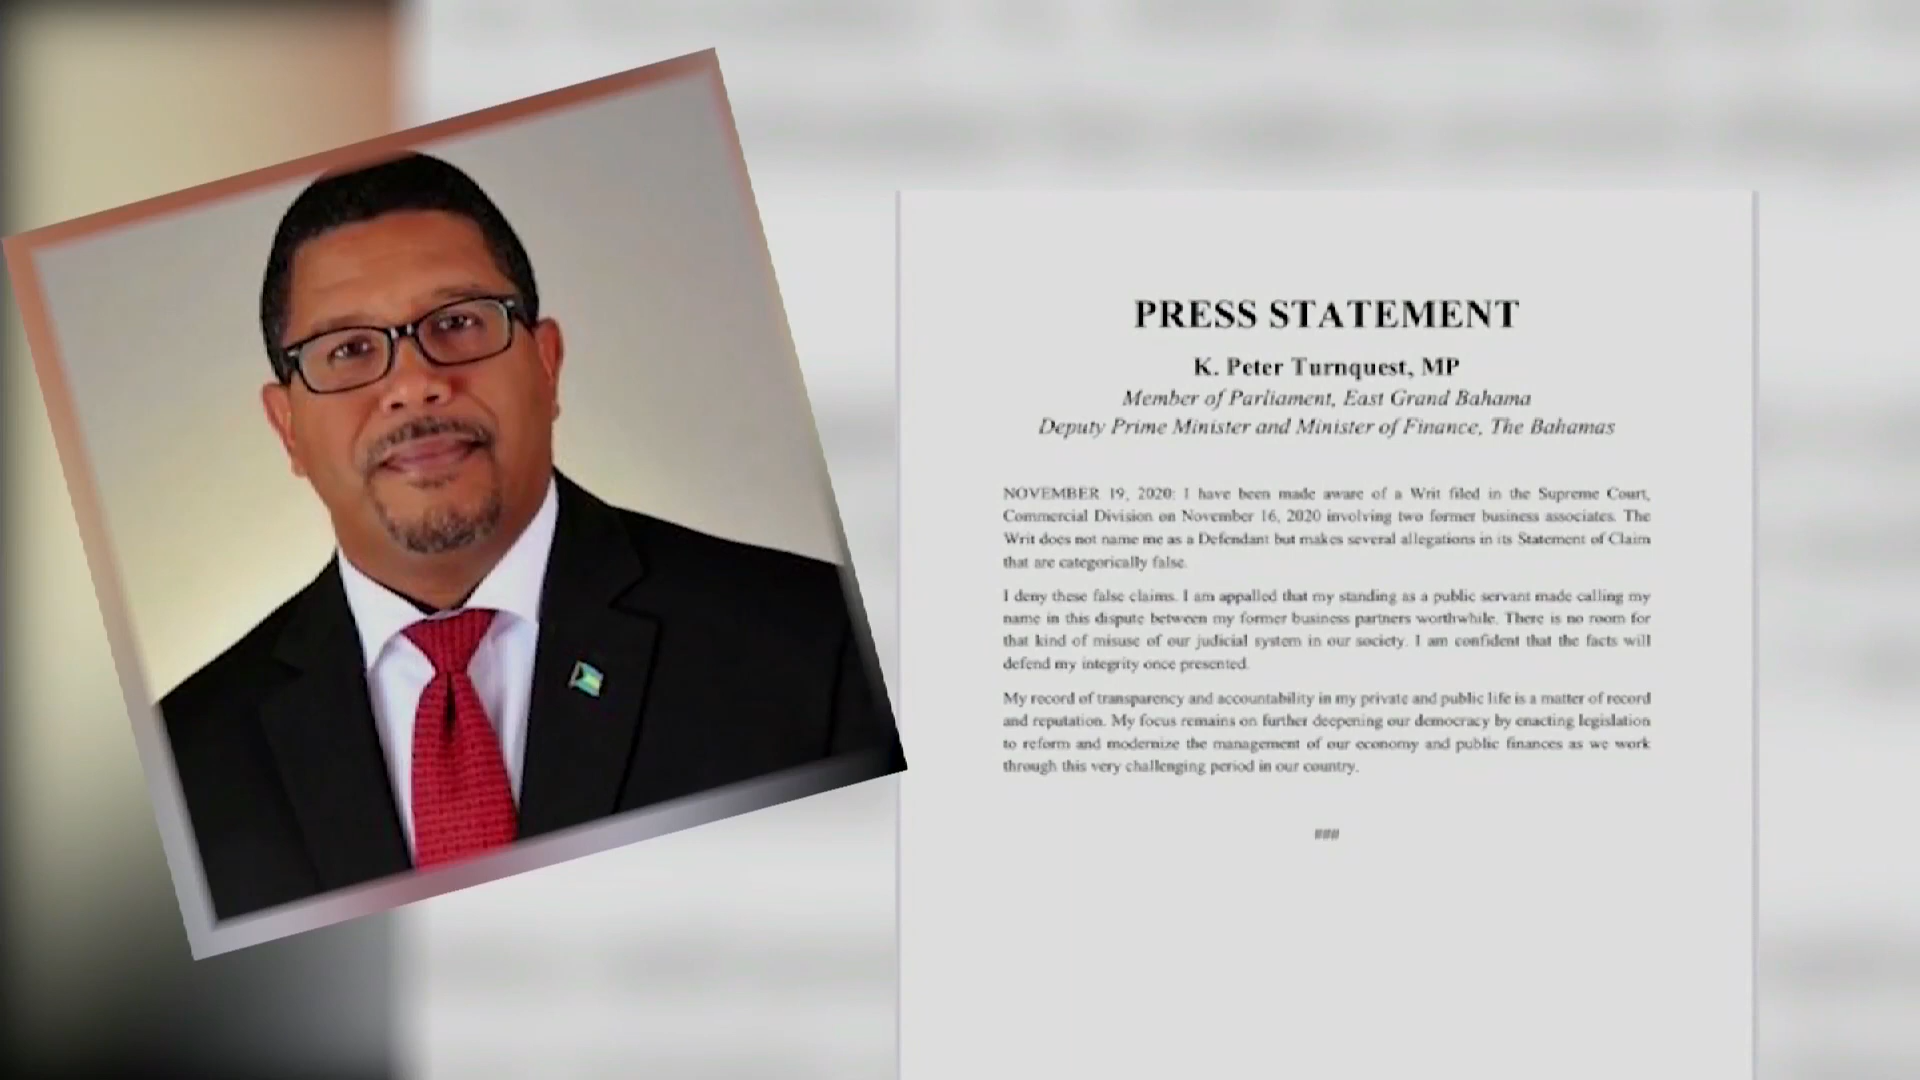 PRESS STATEMENT
K. Peter Turnquest, MP
Member of Parliament, East Grand Bahama
Deputy Prime Minister and Minister of Finance, The Bahamas
NOVEMBER 19, 2020: I have been made aware of a Writ filed in the Supreme Court,
Commercial Division on November 16, 2020 involving two former business associates. The
Writ does not name me as a Defendant but makes several allegations in its Statement of Claim
that are categorically false.
I deny these false claims. I am appalled that my standing as a public servant made calling my
name in this dispute between my former business partners worthwhile. There is no room for
that kind of misuse of our judicial system in our society. I am confident that the facts will
defend my integrity once presented.
My record of transparency and accountability in my private and public life is a matter of record
and reputation. My focus remains on further deepening our democracy by enacting legislation
to reform and modernize the management of our economy and public finances as we work
through this very challenging period in our country.
###